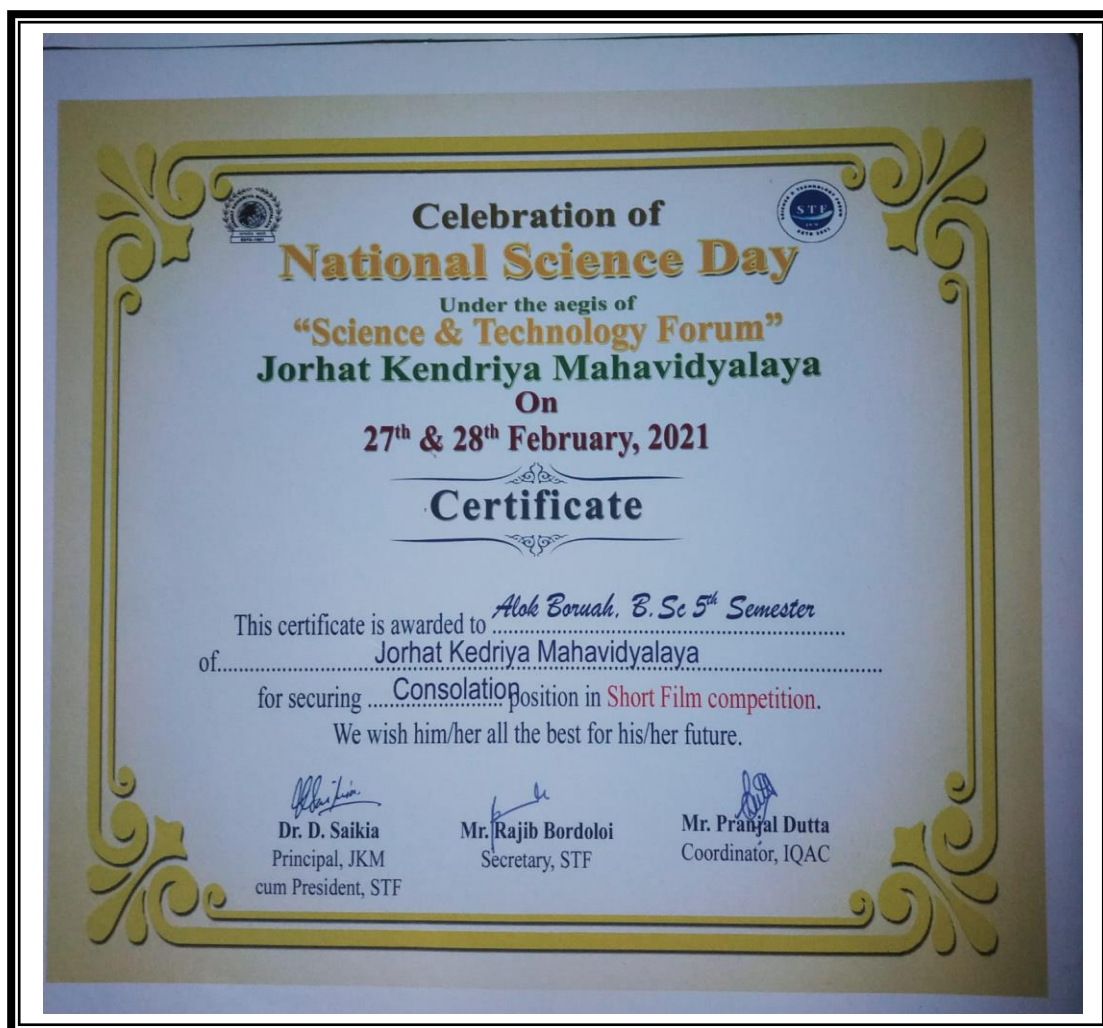 Celebration of
National Science Day
Under the aegis of
“Science & Technology Forum”
Jorhat Kendriya Mahavidyalaya
On
27th & 28th February, 2021
Certificate
This certificate is awarded to Alok Boruah, B.Sc 5th Semester
of Jorhat Kedriya Mahavidyalaya
for securing Consolation position in Short Film competition.
We wish him/her all the best for his/her future.
Dr. D. Saikia
Principal, JKM
cum President, STF
Mr. Rajib Bordoloi
Secretary, STF
Mr. Pranjal Dutta
Coordinator, IQAC
STF